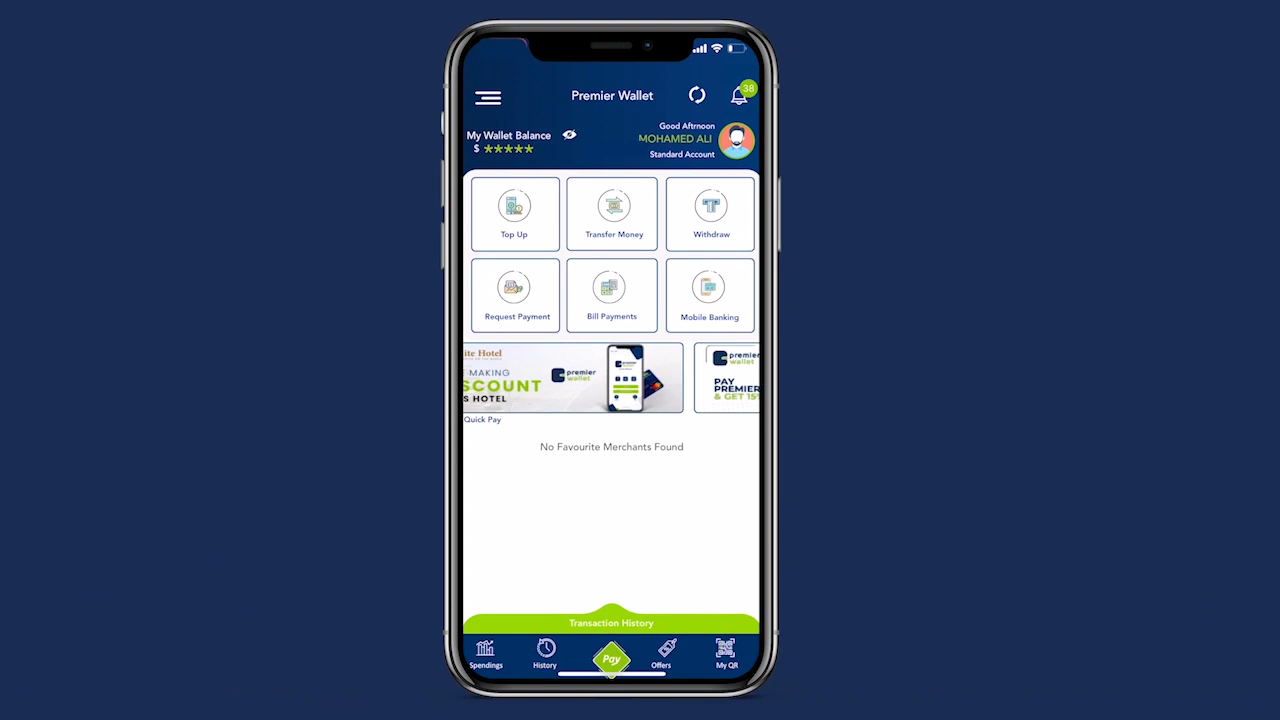 Premier Wallet
38
My Wallet Balance
$ *****
Good Aftrnoon
MOHAMED ALI
Standard Account
Top Up
Transfer Money
Withdraw
Request Payment
Bill Payments
Mobile Banking
ite Hotel
-MAKING
SCOUNT
S HOTEL
premier
wallet
premier
wallet
PAY
PREMIER
& GET 15%
Quick Pay
No Favourite Merchants Found
Transaction History
Spendings
History
Pay
Offers
My QR